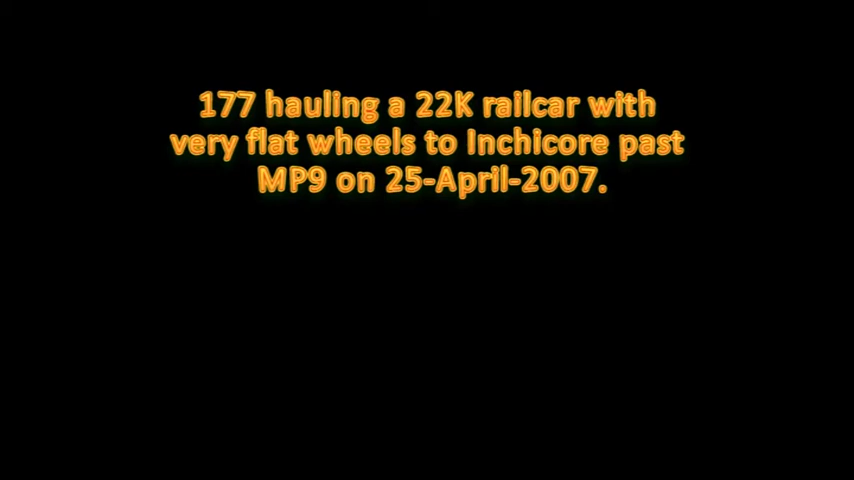 177 hauling a 22K railcar with
very flat wheels to Inchicore past
MP9 on 25-April-2007.